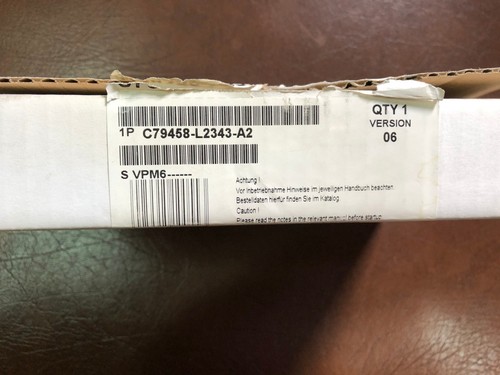 QTY 1
VERSION
06
1P C79458-L2343-A2
S VPM6------
Achtung !
Vor Inbetriebnahme Hinweise im jeweiligen Handbuch beachten.
Bestelldaten hierfür finden Sie im Katalog
Caution !
Please read the notes in the relevant manual before startup